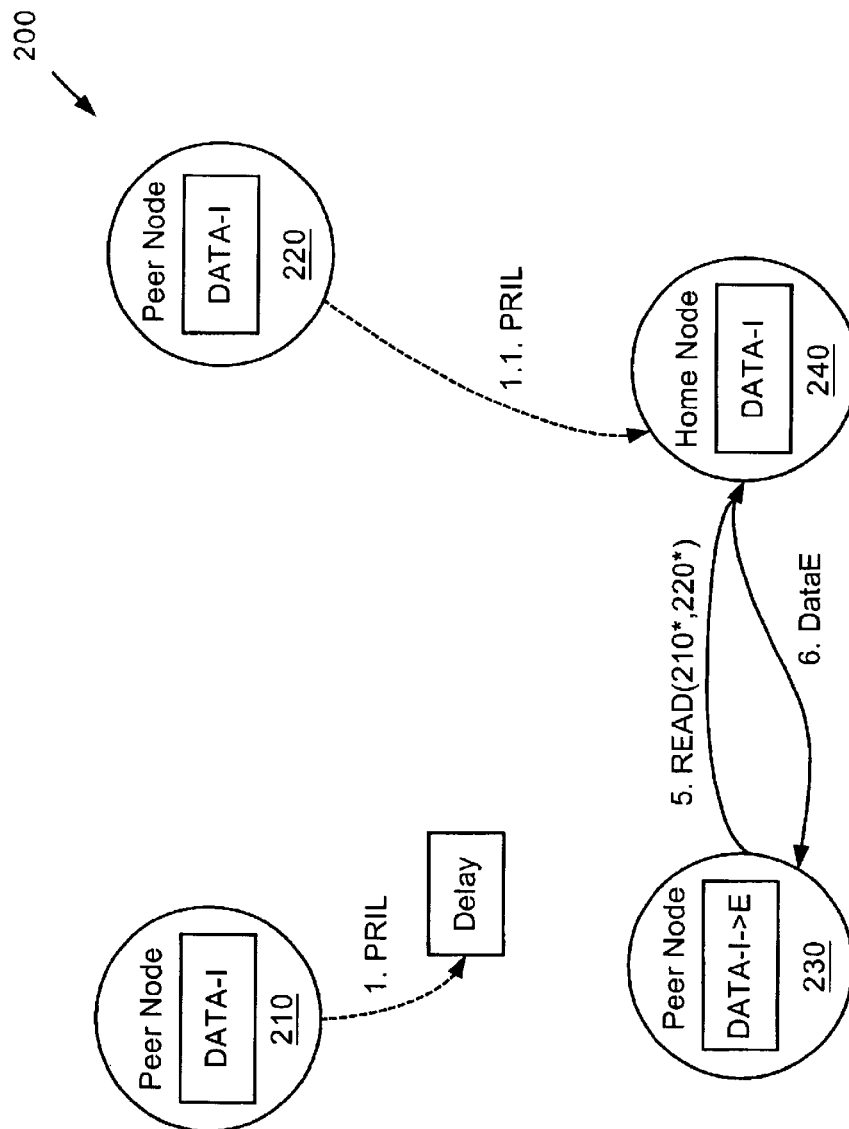 200
Peer Node
DATA-I
210
1. PRIL
Delay
Peer Node
DATA-I
220
1.1. PRIL
Peer Node
DATA-I->E
230
5. READ(210*,220*)
6. DataE
Home Node
DATA-I
240